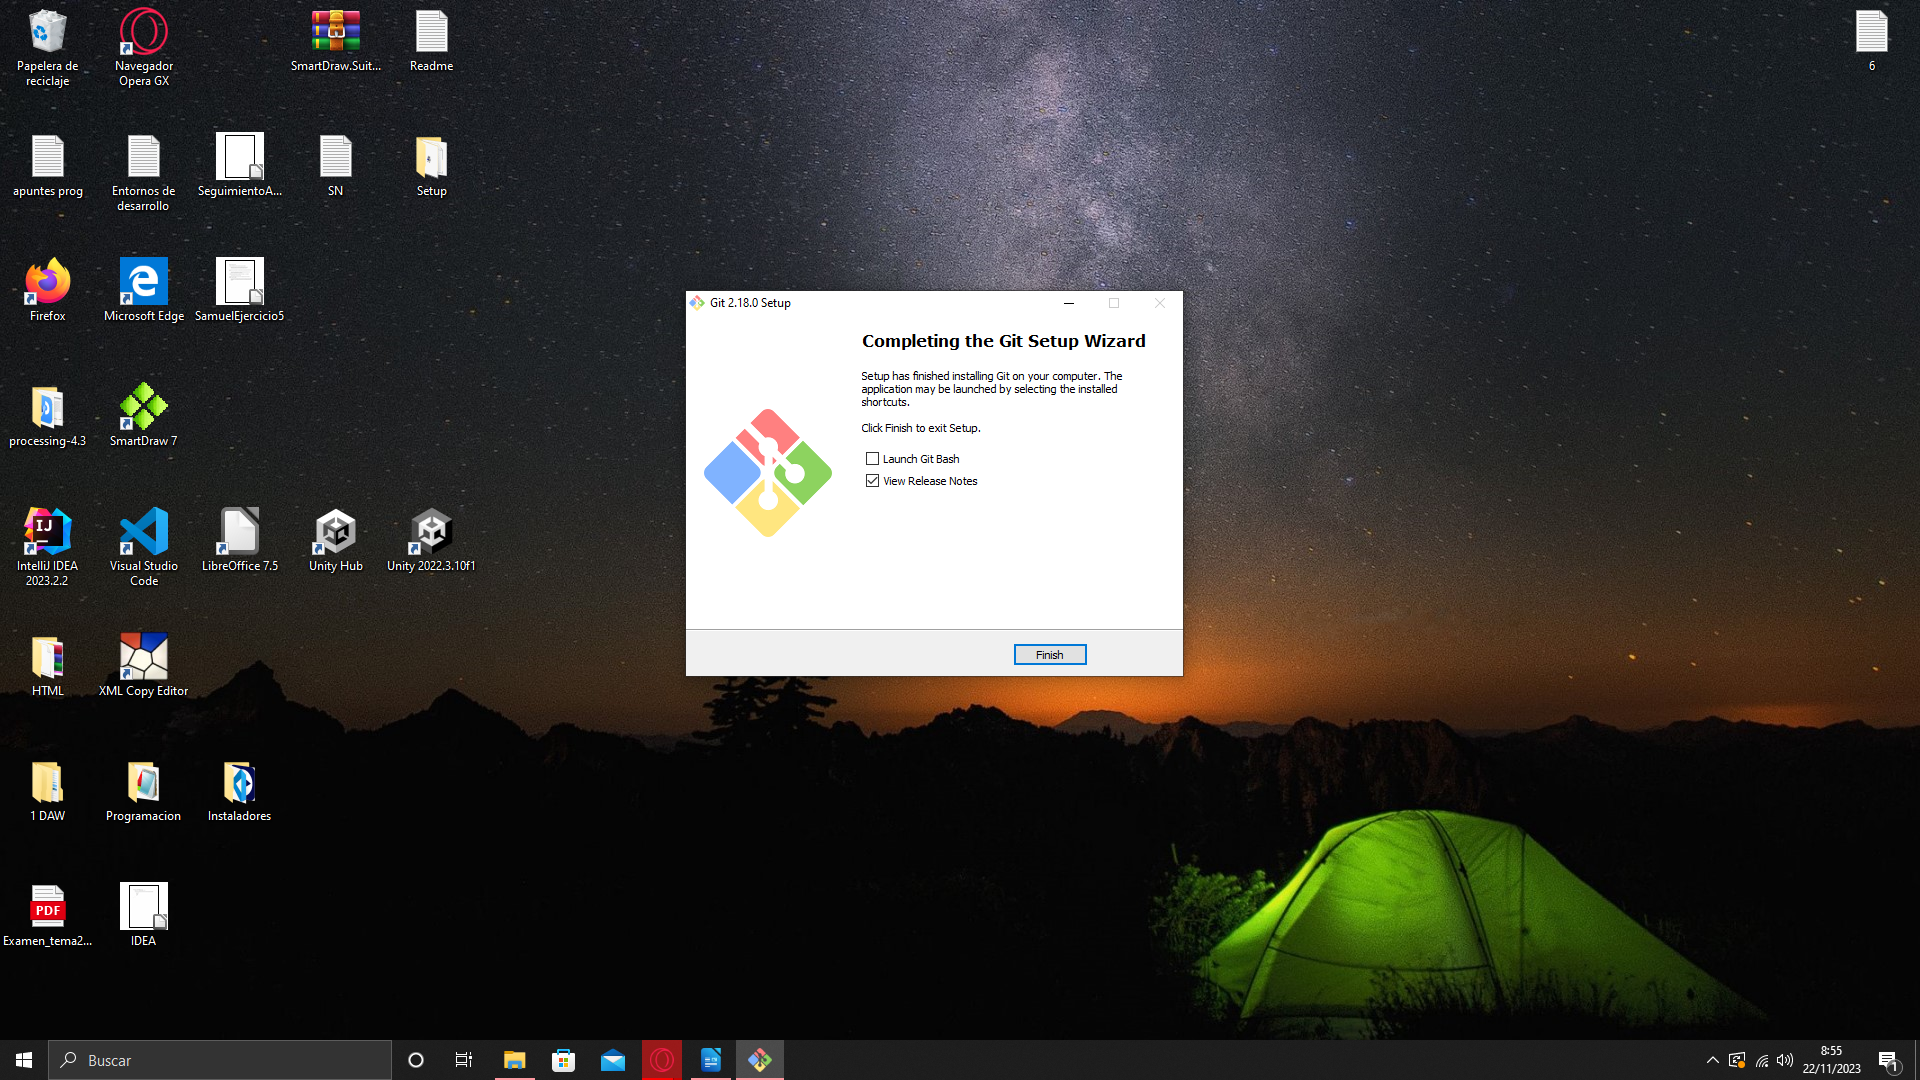 Papelera de
reciclaje
Navegador
Opera GX
SmartDraw.Suit...
Readme
6
apuntes prog
Entornos de
desarrollo
SeguimientoA...
SN
Setup
Firefox
Microsoft Edge
SamuelEjercicio5
processing-4.3
SmartDraw 7
IJ
IntelliJ IDEA
2023.2.2
Visual Studio
Code
LibreOffice 7.5
Unity Hub
Unity 2022.3.10f1
HTML
XML Copy Editor
1 DAW
Programacion
Instaladores
PDF
Examen_tema2...
IDEA
Git 2.18.0 Setup
Completing the Git Setup Wizard
Setup has finished installing Git on your computer. The
application may be launched by selecting the installed
shortcuts.
Click Finish to exit Setup.
Launch Git Bash
View Release Notes
Finish
Buscar
8:55
22/11/2023
1